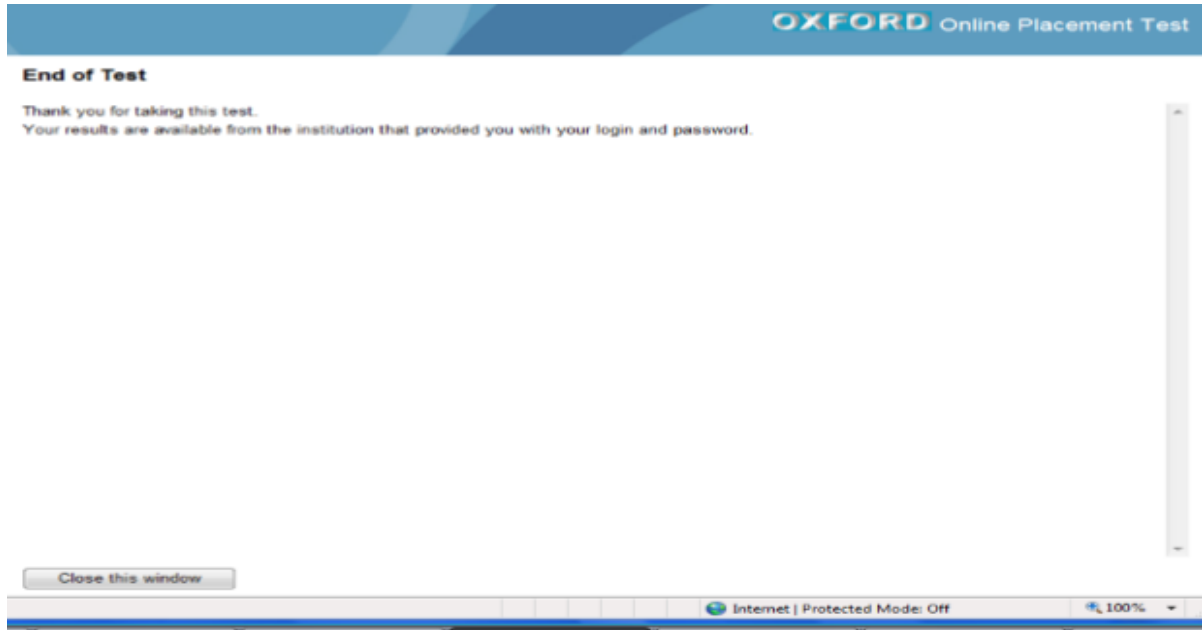 OXFORD Online Placement Test
End of Test
Thank you for taking this test.
Your results are available from the institution that provided you with your login and password.
Close this window
Internet | Protected Mode: Off
100%